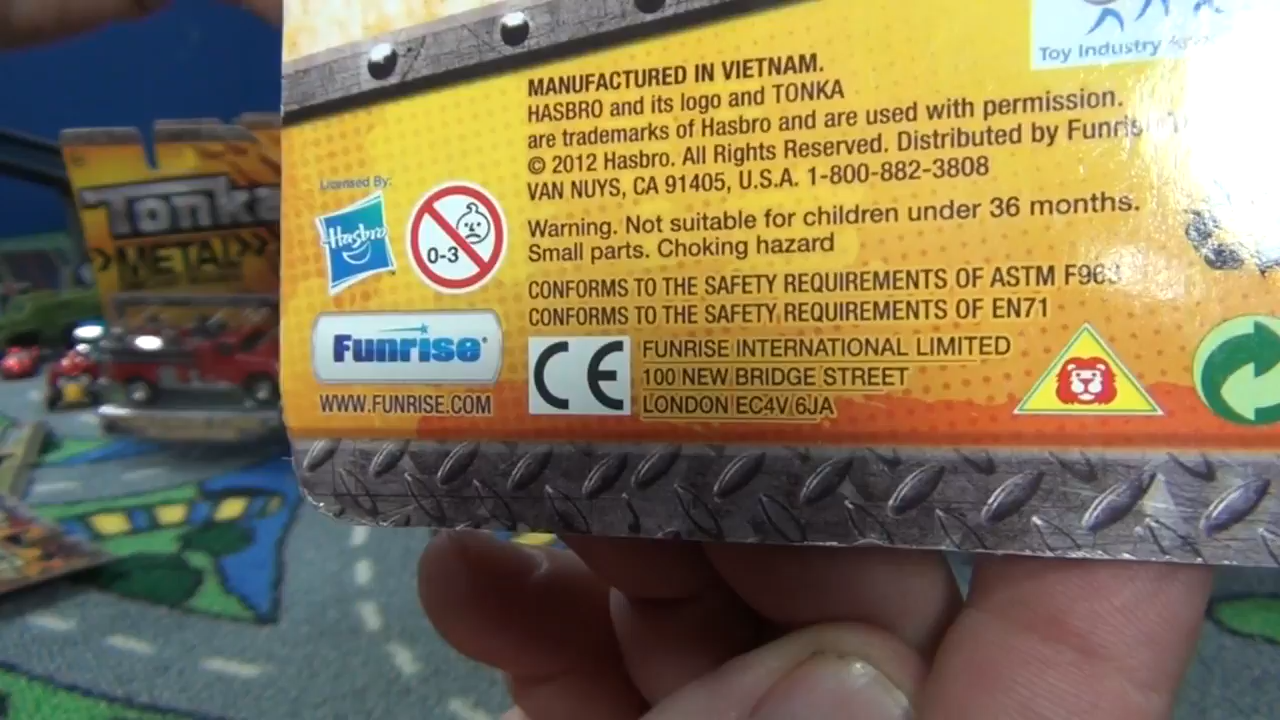 Toy Industry
MANUFACTURED IN VIETNAM.
HASBRO and its logo and TONKA
are trademarks of Hasbro and are used with permission.
© 2012 Hasbro. All Rights Reserved. Distributed by
VAN NUYS, CA 91405, U.S.A. 1-800-882-3808
Warning. Not suitable for children under 36 months.
Small parts. Choking hazard
CONFORMS TO THE SAFETY REQUIREMENTS OF ASTM
CONFORMS TO THE SAFETY REQUIREMENTS OF EN71
Licensed By:
Hasbro
0-3
Funrise
WWW.FUNRISE.COM
CE
FUNRISE INTERNATIONAL LIMITED
100 NEW BRIDGE STREET
LONDON EC4V 6JA
Tonka
METAL